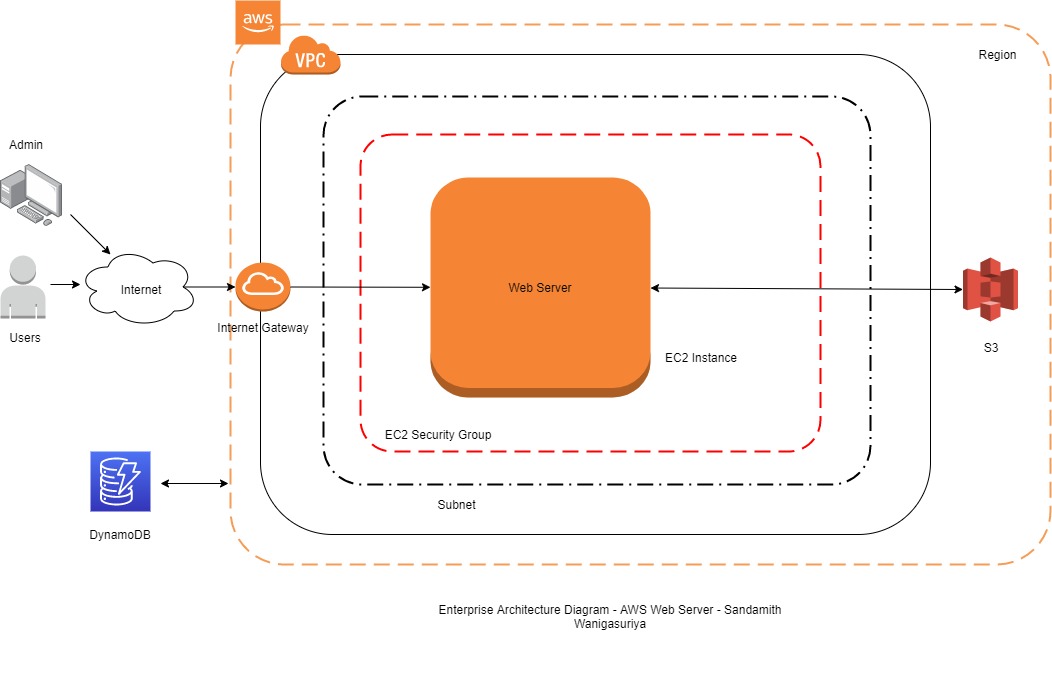 aws
VPC
Region
Admin
Internet
Web Server
Users
Internet Gateway
S3
EC2 Instance
EC2 Security Group
Subnet
DynamoDB
Enterprise Architecture Diagram - AWS Web Server - Sandamith
Wanigasuriya